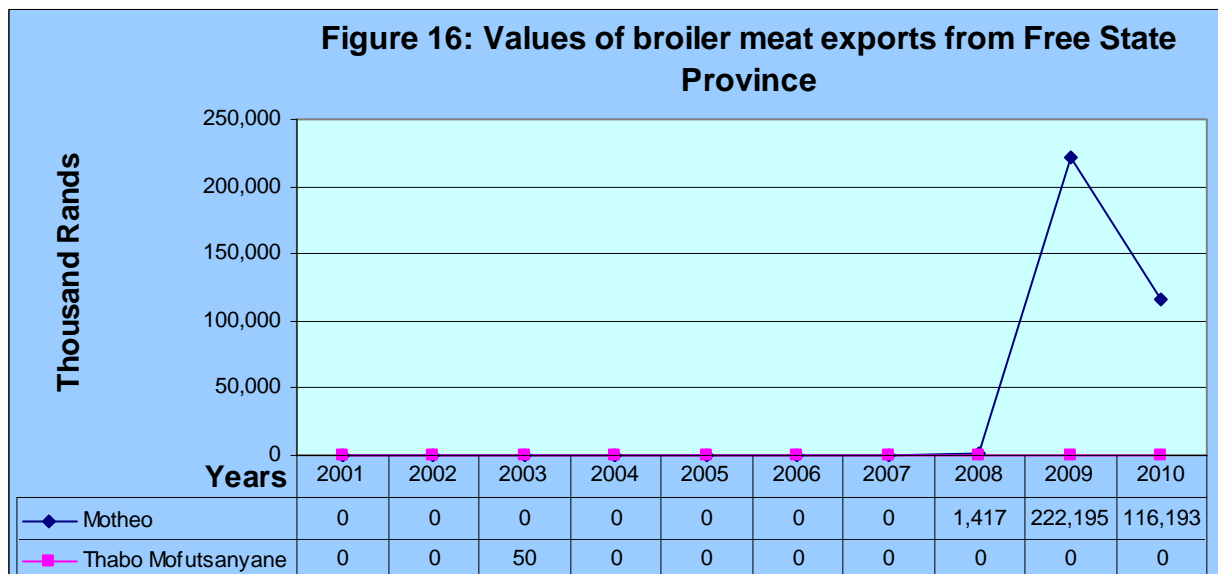 Figure 16: Values of broiler meat exports from Free State
Province
Thousand Rands
250,000
200,000
150,000
100,000
50,000
0
Years 2001 2002 2003 2004 2005 2006 2007 2008 2009 2010
Motheo 0 0 0 0 0 0 0 1,417 222,195 116,193
Thabo Mofutsanyane 0 0 50 0 0 0 0 0 0 0